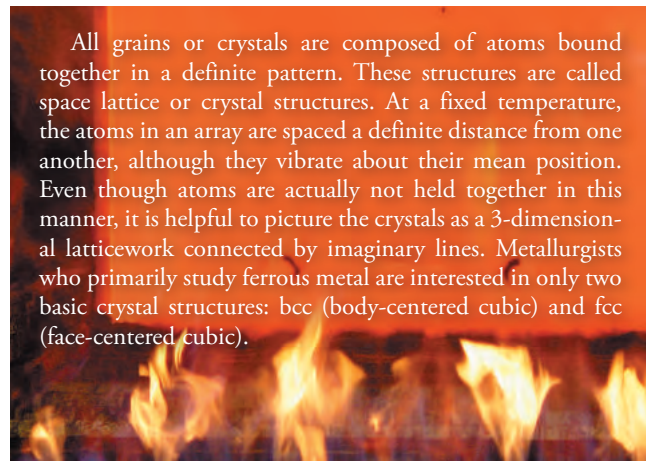 All grains or crystals are composed of atoms bound
together in a definite pattern. These structures are called
space lattice or crystal structures. At a fixed temperature,
the atoms in an array are spaced a definite distance from one
another, although they vibrate about their mean position.
Even though atoms are actually not held together in this
manner, it is helpful to picture the crystals as a 3-dimension-
al latticework connected by imaginary lines. Metallurgists
who primarily study ferrous metal are interested in only two
basic crystal structures: bcc (body-centered cubic) and fcc
(face-centered cubic).